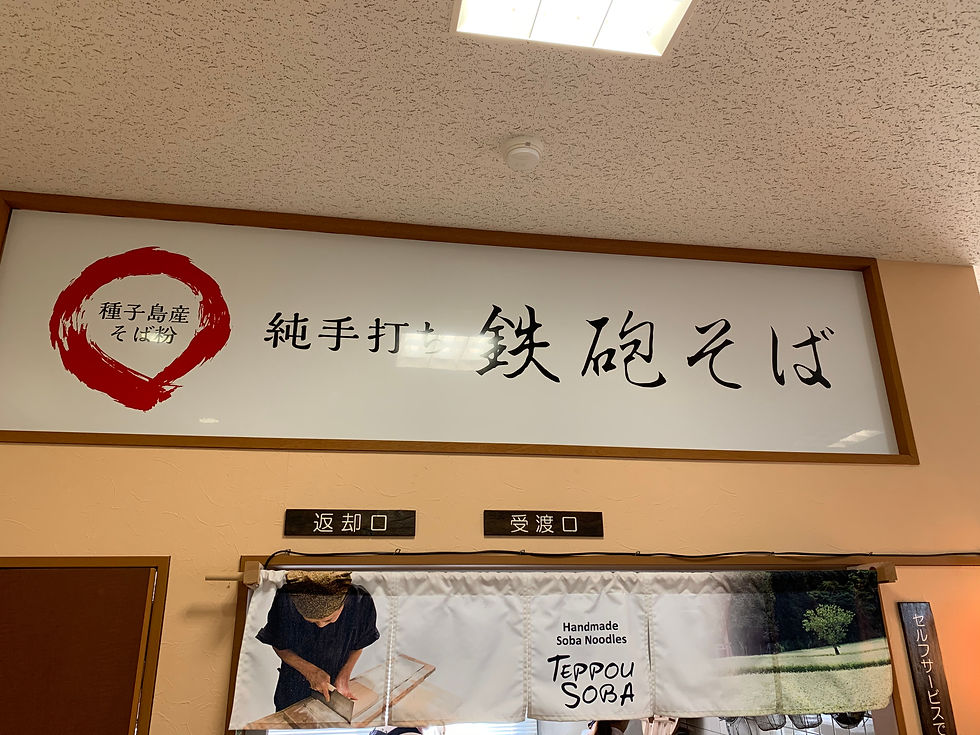 種子島産
そば粉
純手打ち 鉄砲そば
返却口
受渡口
Handmade
Soba Noodles
TEPPOU
SOBA
セルフサービスで